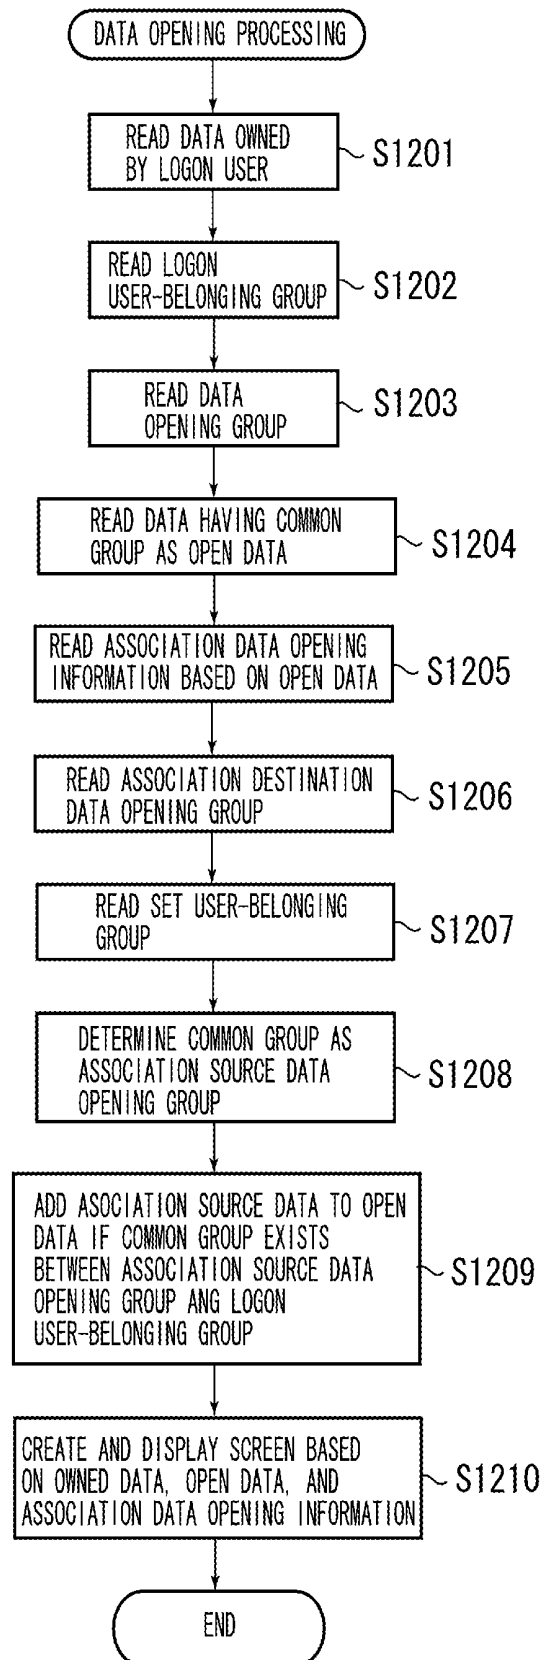 DATA OPENING PROCESSING
READ DATA OWNED
BY LOGON USER
S1201
READ LOGON
USER-BELONGING GROUP
S1202
READ DATA
OPENING GROUP
S1203
READ DATA HAVING COMMON
GROUP AS OPEN DATA
S1204
READ ASSOCIATION DATA OPENING
INFORMATION BASED ON OPEN DATA
S1205
READ ASSOCIATION DESTINATION
DATA OPENING GROUP
S1206
READ SET USER-BELONGING
GROUP
S1207
DETERMINE COMMON GROUP AS
ASSOCIATION SOURCE DATA
OPENING GROUP
S1208
ADD ASOCIATION SOURCE DATA TO OPEN
DATA IF COMMON GROUP EXISTS
BETWEEN ASSOCIATION SOURCE DATA
OPENING GROUP ANG LOGON
USER-BELONGING GROUP
S1209
CREATE AND DISPLAY SCREEN BASED
ON OWNED DATA, OPEN DATA, AND
ASSOCIATION DATA OPENING INFORMATION
S1210
END